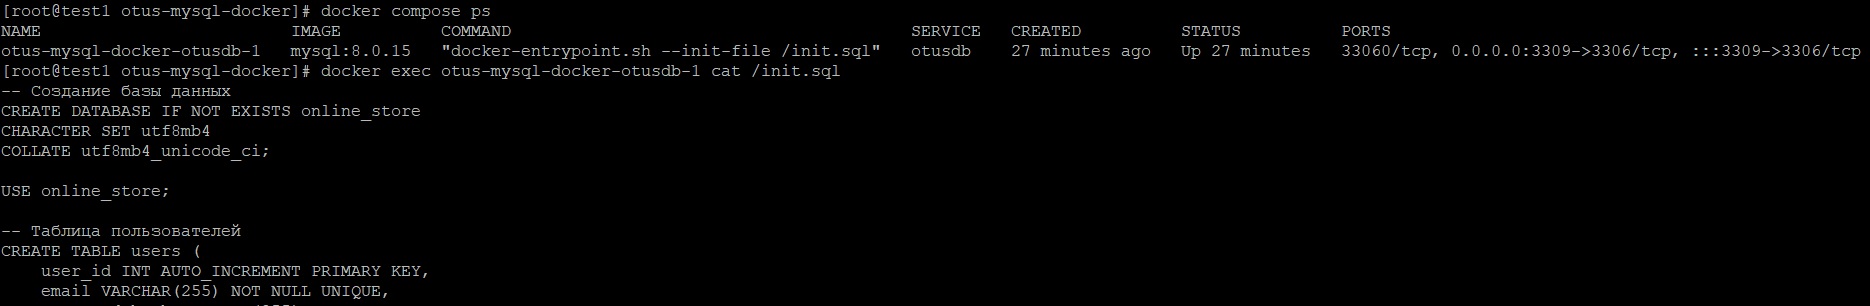 [root@test1 otus-mysql-docker]# docker compose ps
NAME IMAGE COMMAND SERVICE CREATED STATUS PORTS
otus-mysql-docker-otusdb-1 mysql:8.0.15 "docker-entrypoint.sh --init-file /init.sql" otusdb 27 minutes ago Up 27 minutes 33060/tcp, 0.0.0.0:3309->3306/tcp, :::3309->3306/tcp
[root@test1 otus-mysql-docker]# docker exec otus-mysql-docker-otusdb-1 cat /init.sql
-- Создание базы данных
CREATE DATABASE IF NOT EXISTS online_store
CHARACTER SET utf8mb4
COLLATE utf8mb4_unicode_ci;
USE online_store;
-- Таблица пользователей
CREATE TABLE users (
user_id INT AUTO_INCREMENT PRIMARY KEY,
email VARCHAR(255) NOT NULL UNIQUE,